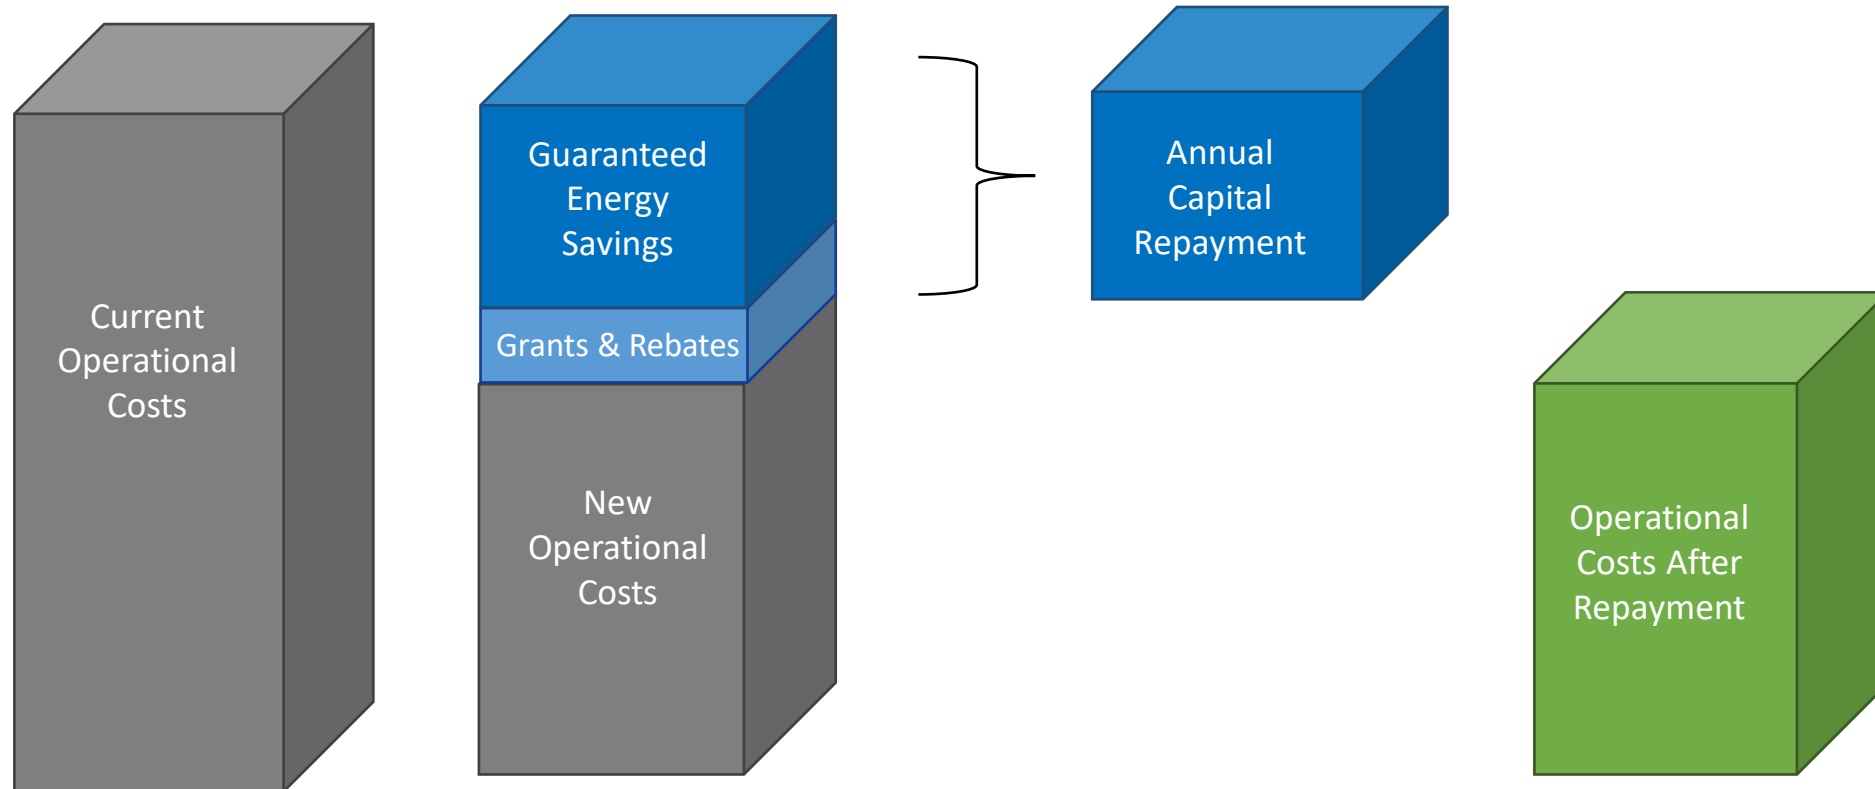 Current
Operational
Costs
Guaranteed
Energy
Savings
Grants & Rebates
New
Operational
Costs
Annual
Capital
Repayment
Operational
Costs After
Repayment